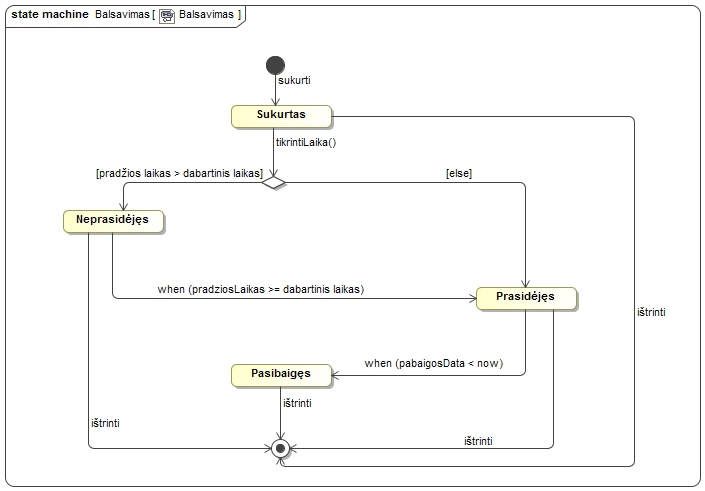 state machine Balsavimas [ Balsavimas ]
sukurti
Sukurtas
tikrintiLaika()
[pradžios laikas > dabartinis laikas]
[else]
Neprasidėjęs
when (pradziosLaikas >= dabartinis laikas)
Prasidėjęs
ištrinti
when (pabaigosData < now)
Pasibaigęs
ištrinti
ištrinti
ištrinti